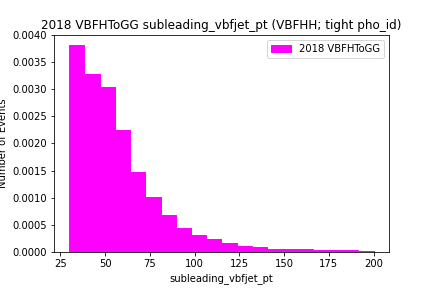 2018 VBFHToGG subleading_vbfjet_pt (VBFHH; tight pho_id)
2018 VBFHToGG
Number of Events
0.0040
0.0035
0.0030
0.0025
0.0020
0.0015
0.0010
0.0005
0.0000
25 50 75 100 125 150 175 200
subleading_vbfjet_pt